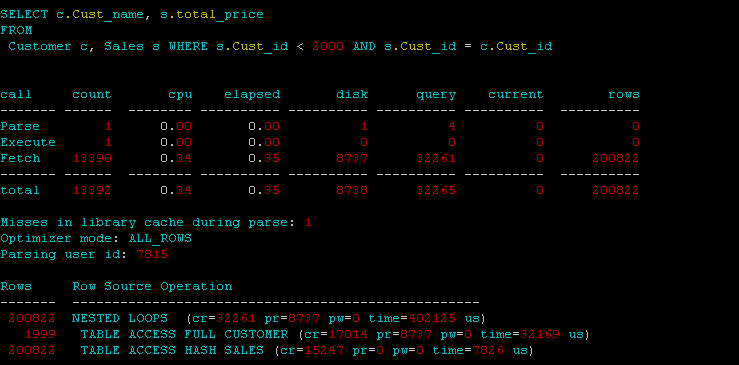 SELECT c.Cust_name, s.total_price
FROM
Customer c, Sales s WHERE s.Cust_id < 2000 AND s.Cust_id = c.Cust_id
call count cpu elapsed disk query current rows
------- ------ -------- ---------- ---------- ---------- ---------- ----------
Parse 1 0.00 0.00 1 4 0 0
Execute 1 0.00 0.00 0 0 0 0
Fetch 13390 0.34 0.35 8737 32261 0 200822
------- ------ -------- ---------- ---------- ---------- ---------- ----------
total 13392 0.34 0.35 8738 32265 0 200822
Misses in library cache during parse: 1
Optimizer mode: ALL_ROWS
Parsing user id: 7815
Rows Row Source Operation
------- ---------------------------------------------------
200822 NESTED LOOPS (cr=32261 pr=8737 pw=0 time=402125 us)
1999 TABLE ACCESS FULL CUSTOMER (cr=17014 pr=8737 pw=0 time=32169 us)
200822 TABLE ACCESS HASH SALES (cr=15247 pr=0 pw=0 time=7826 us)